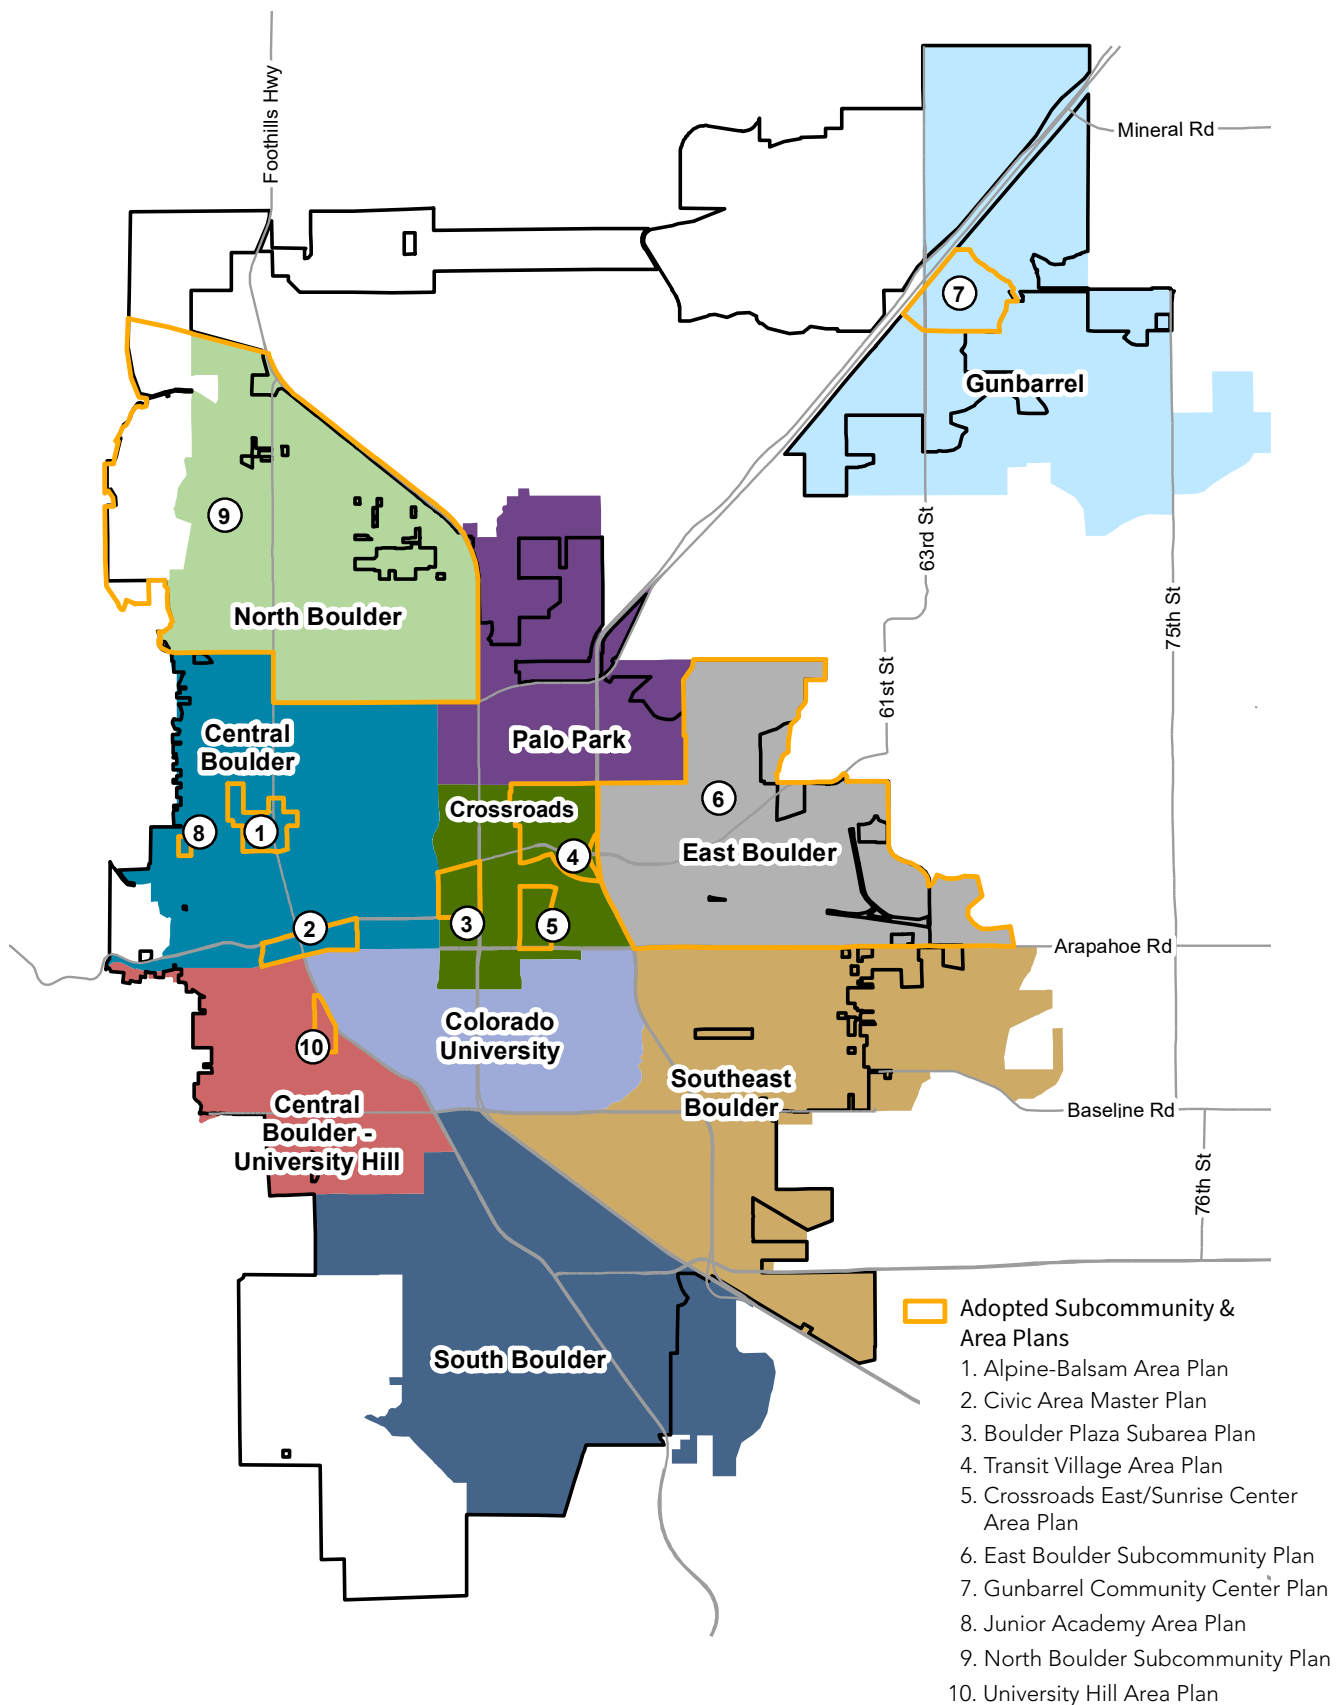 Foothills Hwy
Mineral Rd
7
Gunbarrel
9
63rd St
North Boulder
75th St
61st St
Central
Boulder
Palo Park
6
Crossroads
8
1
4
East Boulder
3
5
2
Arapahoe Rd
Colorado
University
10
Southeast
Boulder
Central
Boulder -
University Hill
Baseline Rd
76th St
South Boulder
Adopted Subcommunity &
Area Plans
1. Alpine-Balsam Area Plan
2. Civic Area Master Plan
3. Boulder Plaza Subarea Plan
4. Transit Village Area Plan
5. Crossroads East/Sunrise Center
Area Plan
6. East Boulder Subcommunity Plan
7. Gunbarrel Community Center Plan
8. Junior Academy Area Plan
9. North Boulder Subcommunity Plan
10. University Hill Area Plan